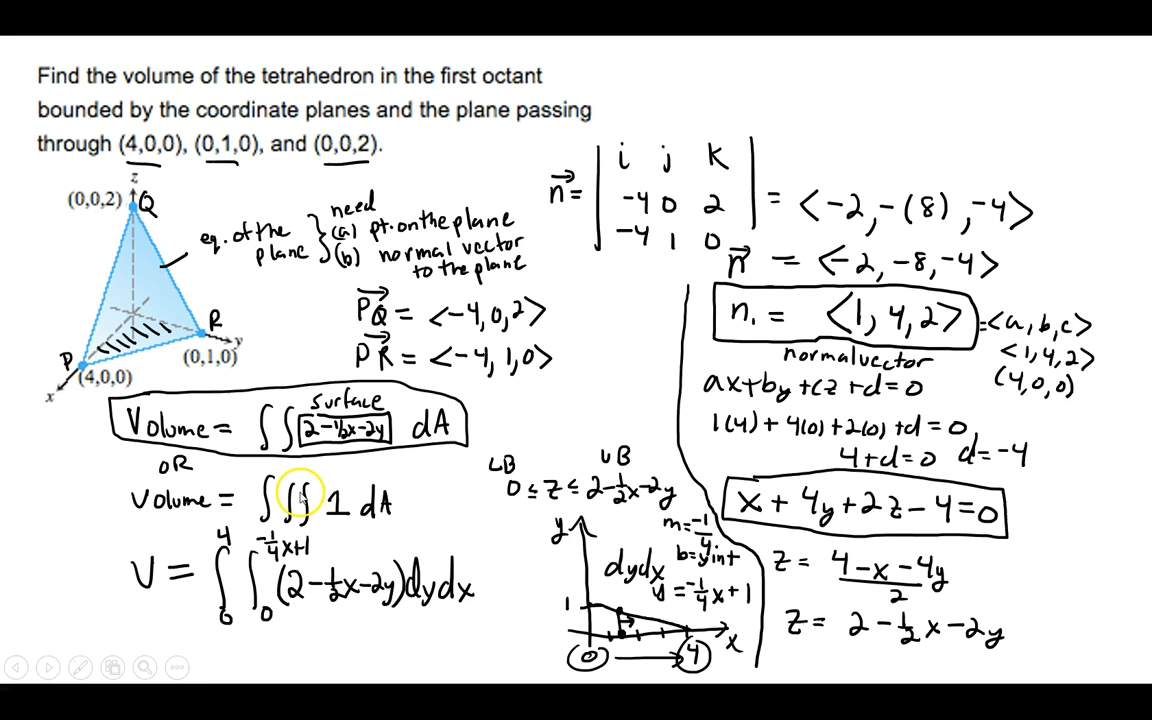 Find the volume of the tetrahedron in the first octant
bounded by the coordinate planes and the plane passing
through (4,0,0), (0,1,0), and (0,0,2).
z
(0,0,2)
Q
eq. of the
plane
need
(a) pt. on the plane
(b) normal vector
to the plane
R
y
(0,1,0)
P
(4,0,0)
x
PQ = <-4, 0, 2>
PR = <-4, 1, 0>
surface
Volume = ∫∫ 2-½x-2y dA
OR
Volume = ∫∫∫ 1 dA
V = ∫₀⁴ ∫₀^(-¼x+1) (2-½x-2y) dy dx
LB UB
0 ≤ z ≤ 2-½x-2y
y
m = -1/4
b = y int
dy dx
y = -¼x + 1
1
x
0
4
n = | i j k |
| -4 0 2 |
| -4 1 0 |
= <-2, -(8), -4>
n = <-2, -8, -4>
n₁ = <1, 4, 2>
= <a, b, c>
normal vector
<1, 4, 2>
(4, 0, 0)
ax + by + cz + d = 0
1(4) + 4(0) + 2(0) + d = 0
4 + d = 0 d = -4
x + 4y + 2z - 4 = 0
z = (4 - x - 4y)/2
z = 2 - ½x - 2y